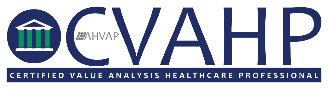 CVAHP
AHVAP
CERTIFIED VALUE ANALYSIS HEALTHCARE PROFESSIONAL